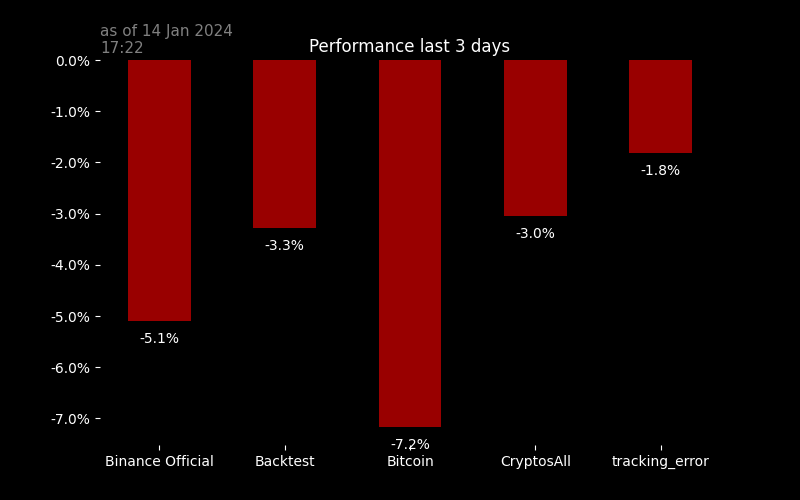 as of 14 Jan 2024
17:22
Performance last 3 days
0.0%
-1.0%
-2.0%
-3.0%
-4.0%
-5.0%
-6.0%
-7.0%
-5.1%
-3.3%
-7.2%
-3.0%
-1.8%
Binance Official
Backtest
Bitcoin
CryptosAll
tracking_error